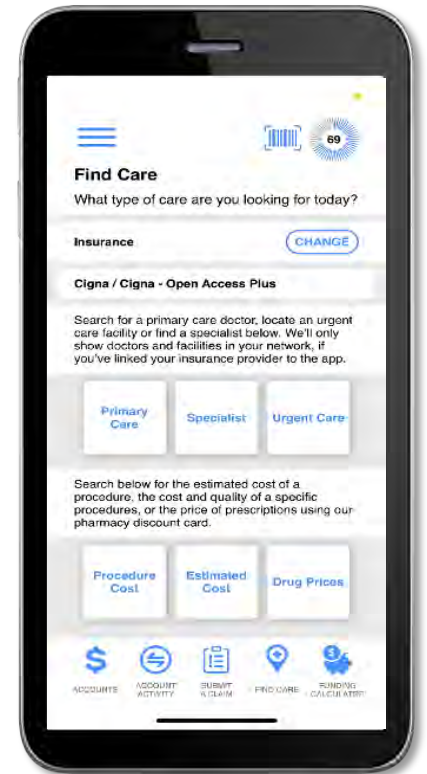 69
Find Care
What type of care are you looking for today?
Insurance
CHANGE
Cigna / Cigna - Open Access Plus
Search for a primary care doctor, locate an urgent
care facility or find a specialist below. We'll only
show doctors and facilities in your network, if
you've linked your insurance provider to the app.
Primary
Care
Specialist
Urgent Care
Search below for the estimated cost of a
procedure, the cost and quality of a specific
procedures, or the price of prescriptions using our
pharmacy discount card.
Procedure
Cost
Estimated
Cost
Drug Prices
ACCOUNTS
ACCOUNT
ACTIVITY
SUBMIT
A CLAIM
FIND CARE
FUNDING
CALCULATOR